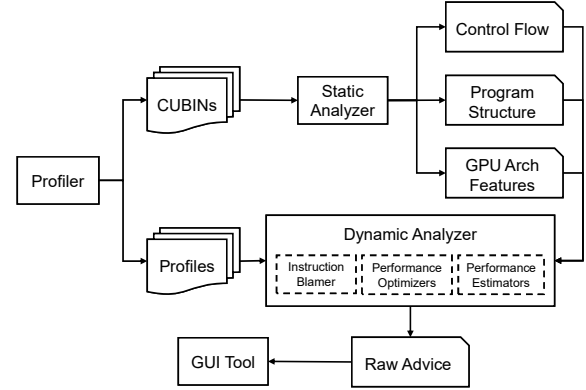 Control Flow
CUBINs
Static
Analyzer
Program
Structure
Profiler
GPU Arch
Features
Dynamic Analyzer
Profiles
Instruction
Blamer
Performance
Optimizers
Performance
Estimators
GUI Tool
Raw Advice